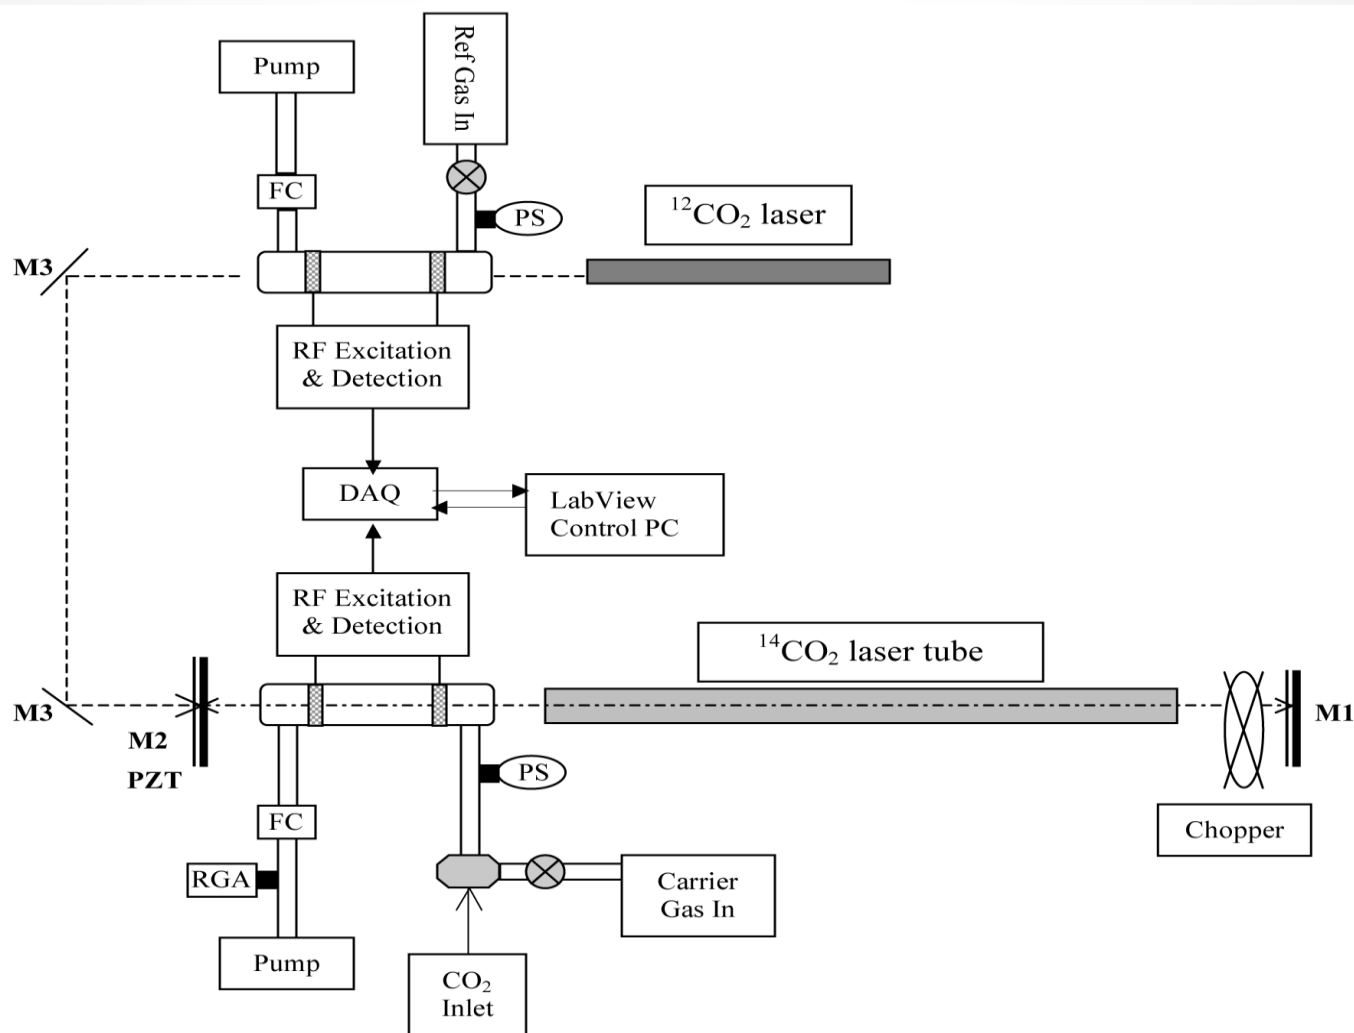 Pump
Ref Gas In
FC
PS
¹²CO₂ laser
M3
RF Excitation
& Detection
DAQ
LabView
Control PC
RF Excitation
& Detection
¹⁴CO₂ laser tube
M3
M2
PZT
M1
PS
FC
Chopper
RGA
Carrier
Gas In
Pump
CO₂
Inlet